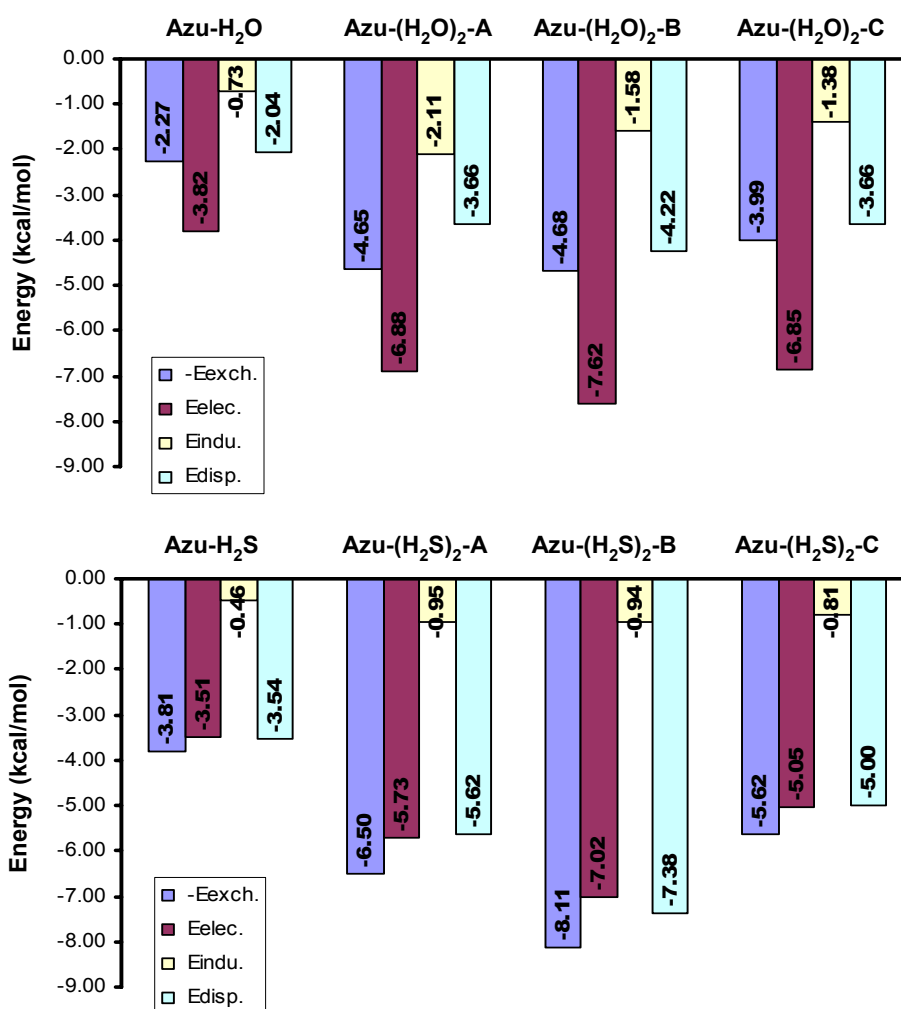 Azu-H₂O Azu-(H₂O)₂-A Azu-(H₂O)₂-B Azu-(H₂O)₂-C
Energy (kcal/mol)
0.00
-1.00
-2.00
-3.00
-4.00
-5.00
-6.00
-7.00
-8.00
-9.00
-2.27 -3.82 -0.73 -2.04
-4.65 -6.88 -2.11 -3.66
-4.68 -7.62 -1.58 -4.22
-3.99 -6.85 -1.38 -3.66
-Eexch.
Eelec.
Eindu.
Edisp.
Azu-H₂S Azu-(H₂S)₂-A Azu-(H₂S)₂-B Azu-(H₂S)₂-C
Energy (kcal/mol)
0.00
-1.00
-2.00
-3.00
-4.00
-5.00
-6.00
-7.00
-8.00
-9.00
-3.81 -3.51 -0.46 -3.54
-6.50 -5.73 -0.95 -5.62
-8.11 -7.02 -0.94 -7.38
-5.62 -5.05 -0.81 -5.00
-Eexch.
Eelec.
Eindu.
Edisp.